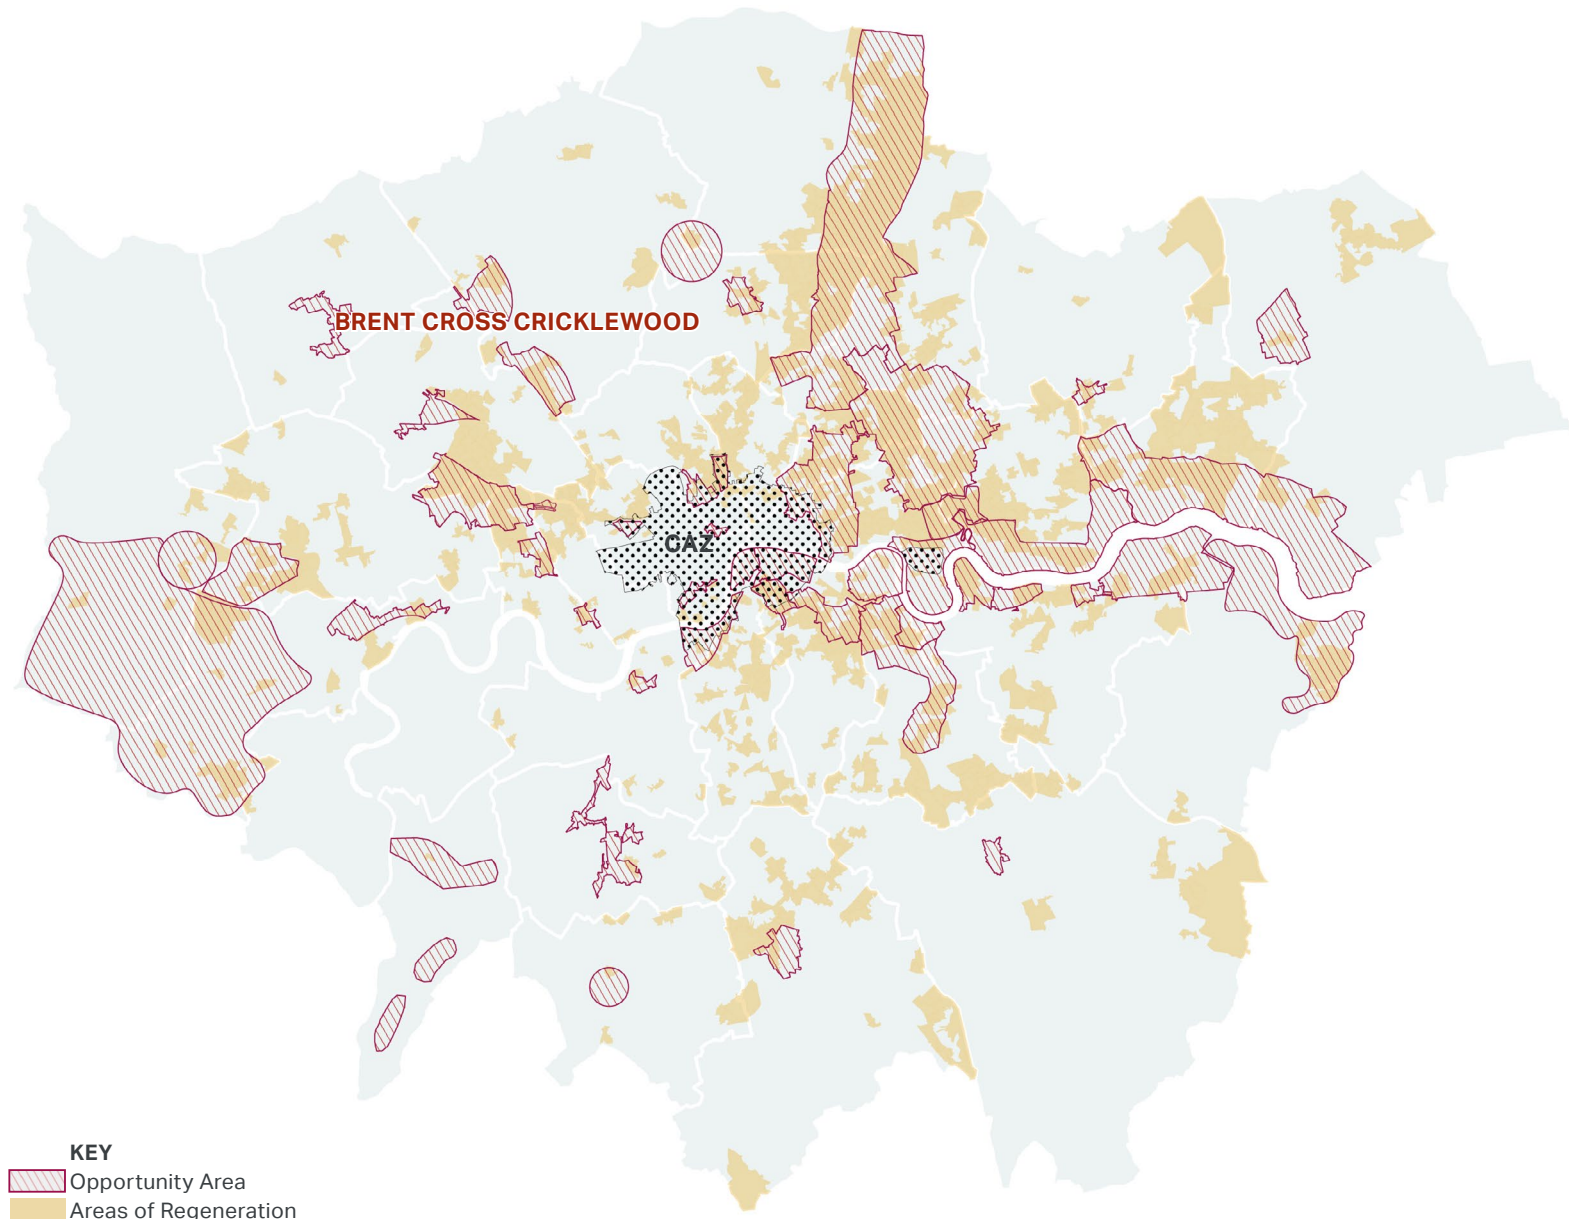 BRENT CROSS CRICKLEWOOD
CAZ
KEY
Opportunity Area
Areas of Regeneration